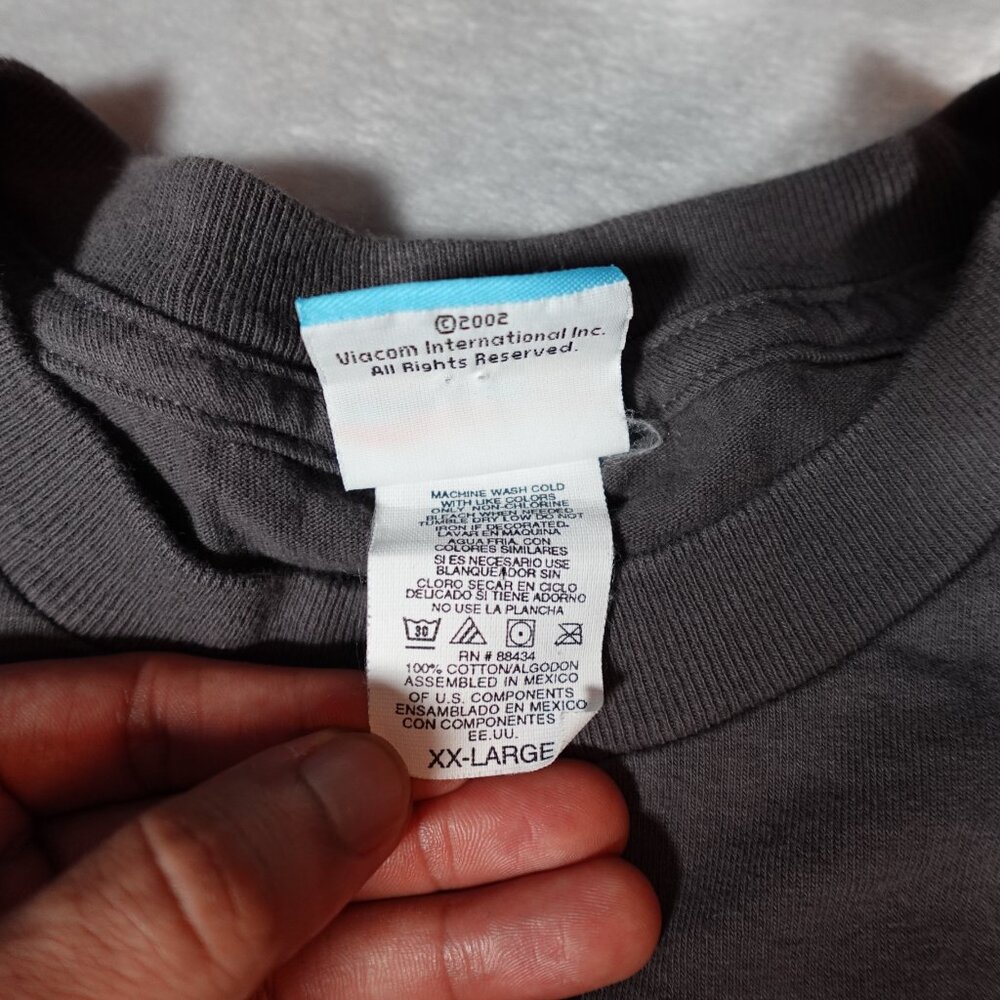 ©2002
Viacom International Inc.
All Rights Reserved.
MACHINE WASH COLD
WITH LIKE COLORS
ONLY NON-CHLORINE
BLEACH WHEN NEEDED
TUMBLE DRY LOW DO NOT
IRON IF DECORATED.
LAVAR EN MAQUINA
AGUA FRIA, CON
COLORES SIMILARES
SI ES NECESARIO USE
BLANQUEADOR SIN
CLORO SECAR EN CICLO
DELICADO SI TIENE ADORNO
NO USE LA PLANCHA
30
RN # 88434
100% COTTON/ALGODON
ASSEMBLED IN MEXICO
OF U.S. COMPONENTS
ENSAMBLADO EN MEXICO
CON COMPONENTES
EE.UU.
XX-LARGE